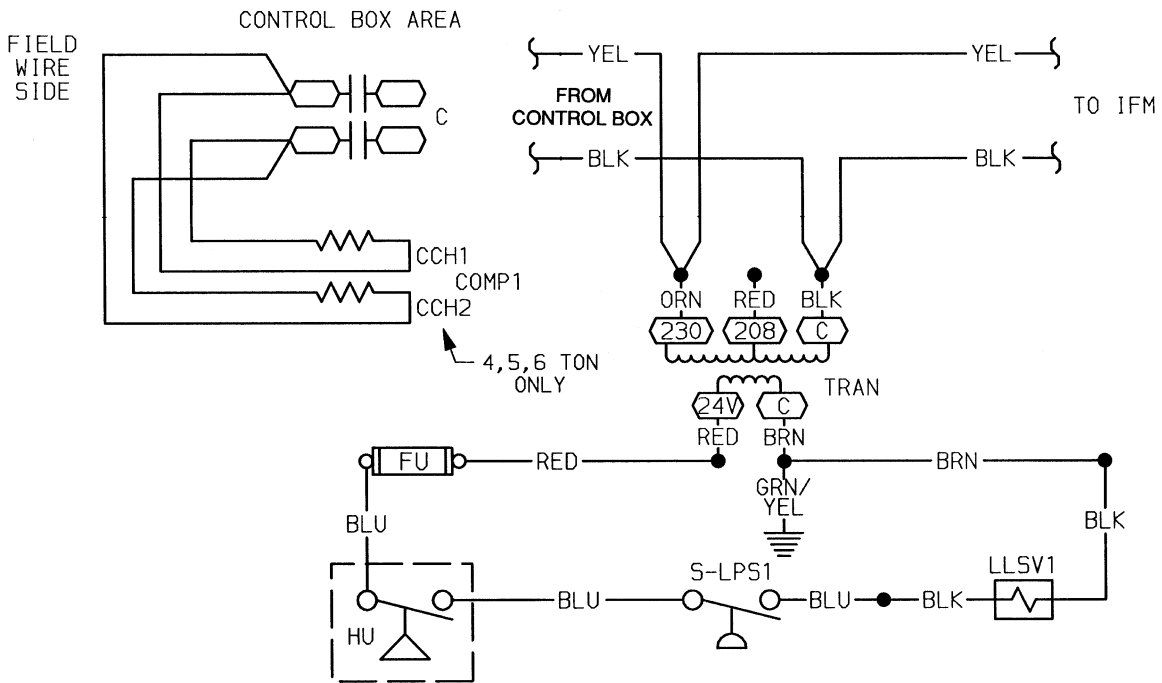 CONTROL BOX AREA
FIELD
WIRE
SIDE
C
CCH1
COMP1
CCH2
4,5,6 TON
ONLY
YEL
YEL
FROM
CONTROL BOX
TO IFM
BLK
BLK
ORN
RED
BLK
230
208
C
TRAN
24V
C
RED
BRN
FU
RED
BRN
GRN/
YEL
BLU
BLK
S-LPS1
LLSV1
BLU
BLU
BLK
HU